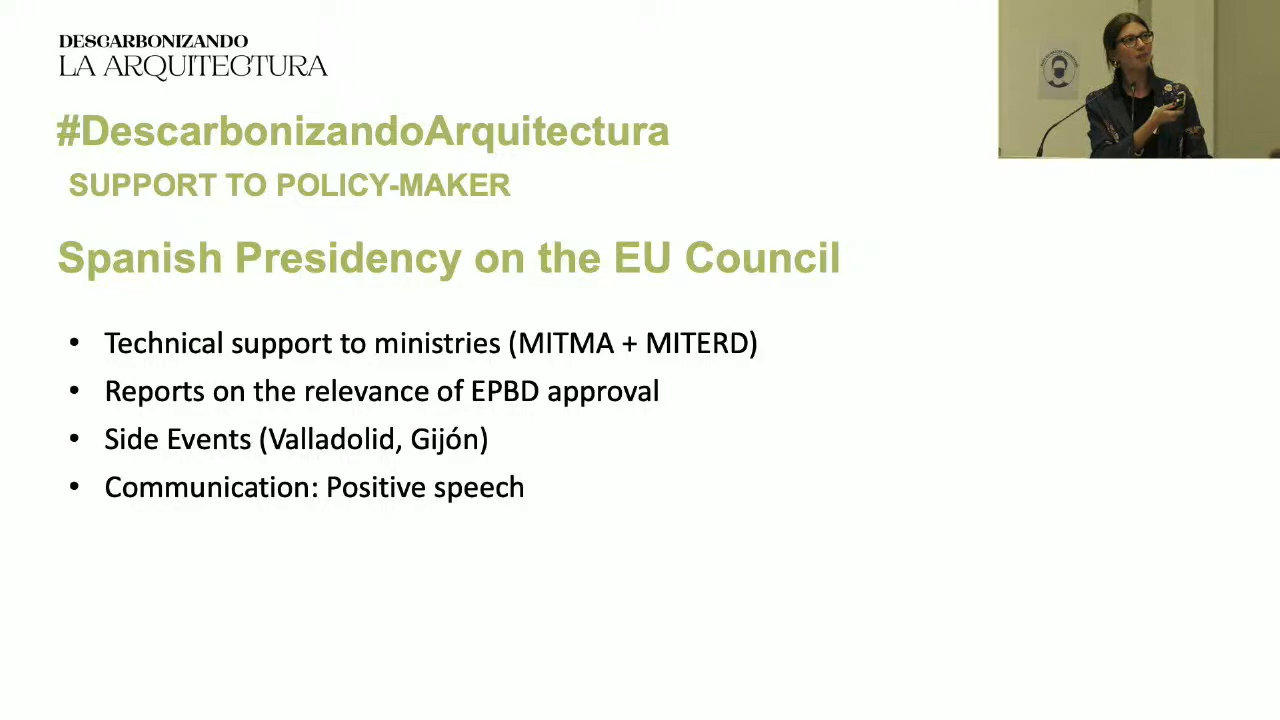 DESCARBONIZANDO
LA ARQUITECTURA
#DescarbonizandoArquitectura
SUPPORT TO POLICY-MAKER
Spanish Presidency on the EU Council
• Technical support to ministries (MITMA + MITERD)
• Reports on the relevance of EPBD approval
• Side Events (Valladolid, Gijón)
• Communication: Positive speech